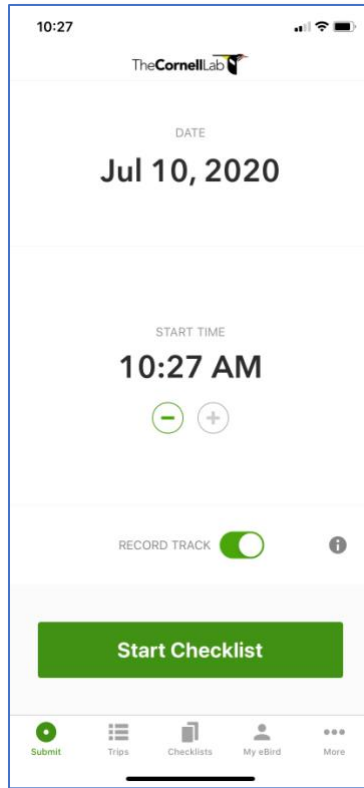 10:27
TheCornellLab
DATE
Jul 10, 2020
START TIME
10:27 AM
RECORD TRACK
Start Checklist
Submit Trips Checklists My eBird More